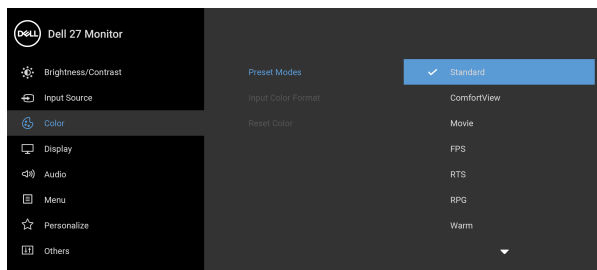 DELL Dell 27 Monitor
Brightness/Contrast
Input Source
Color
Display
Audio
Menu
Personalize
Others
Preset Modes
Input Color Format
Reset Color
Standard
ComfortView
Movie
FPS
RTS
RPG
Warm